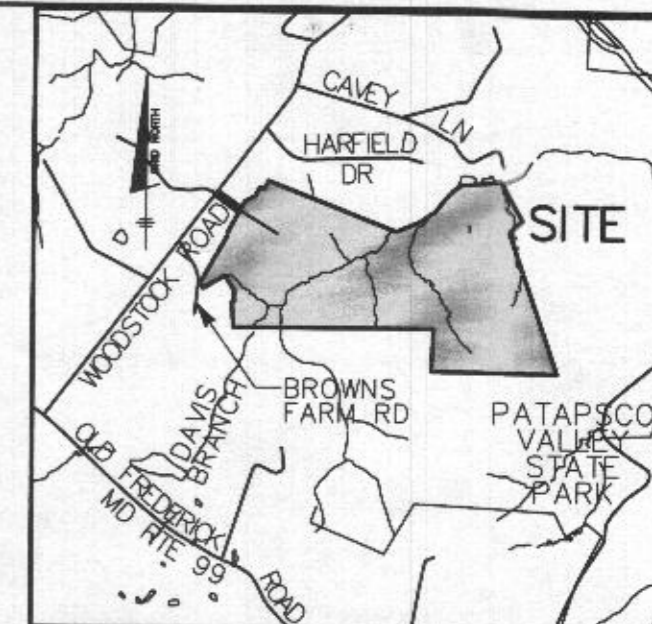 CAVEY
LN
HARFIELD
DR
NORTH
SITE
WOODSTOCK ROAD
BROWNS
FARM RD
DAVIS
BRANCH
PATAPSCO
VALLEY
STATE
PARK
OLD FREDERICK
ROAD
MD RTE 99